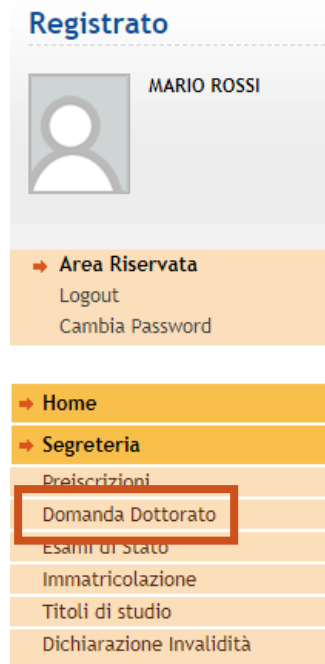 Registrato
MARIO ROSSI
Area Riservata
Logout
Cambia Password
Home
Segreteria
Preiscrizioni
Domanda Dottorato
Esami di Stato
Immatricolazione
Titoli di studio
Dichiarazione Invalidità